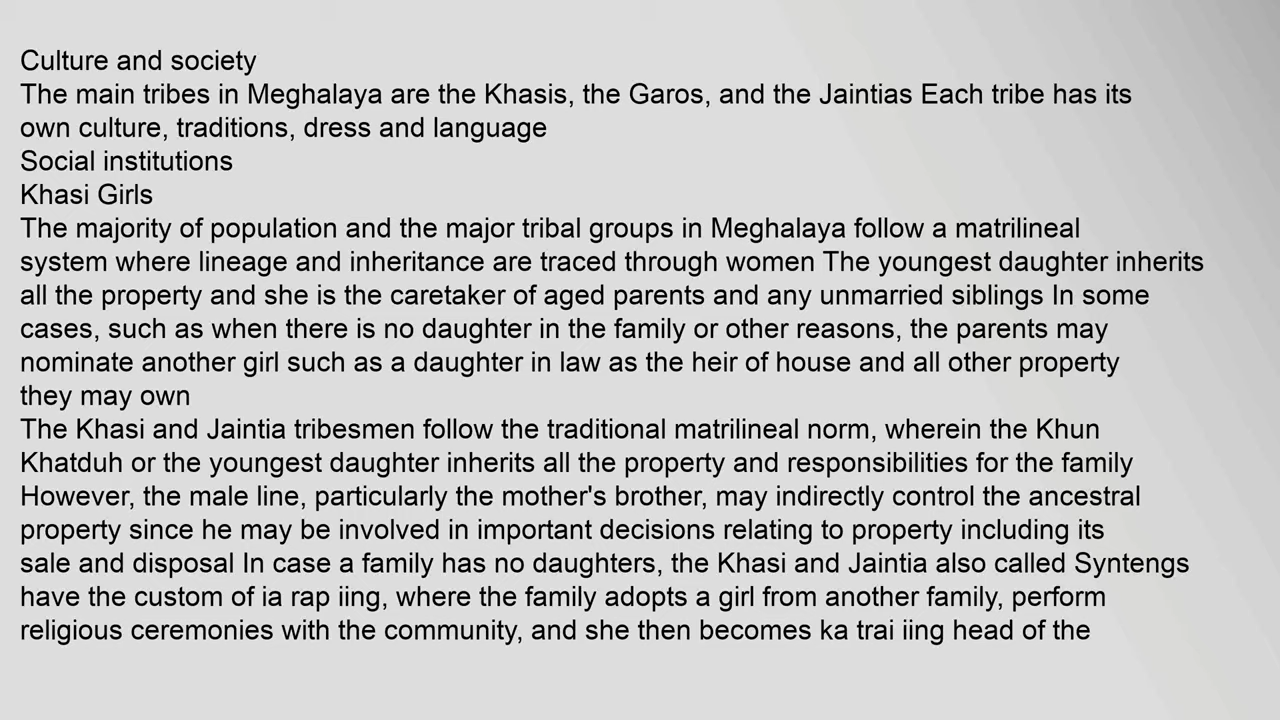 Culture and society
The main tribes in Meghalaya are the Khasis, the Garos, and the Jaintias Each tribe has its
own culture, traditions, dress and language
Social institutions
Khasi Girls
The majority of population and the major tribal groups in Meghalaya follow a matrilineal
system where lineage and inheritance are traced through women The youngest daughter inherits
all the property and she is the caretaker of aged parents and any unmarried siblings In some
cases, such as when there is no daughter in the family or other reasons, the parents may
nominate another girl such as a daughter in law as the heir of house and all other property
they may own
The Khasi and Jaintia tribesmen follow the traditional matrilineal norm, wherein the Khun
Khatduh or the youngest daughter inherits all the property and responsibilities for the family
However, the male line, particularly the mother's brother, may indirectly control the ancestral
property since he may be involved in important decisions relating to property including its
sale and disposal In case a family has no daughters, the Khasi and Jaintia also called Syntengs
have the custom of ia rap iing, where the family adopts a girl from another family, perform
religious ceremonies with the community, and she then becomes ka trai iing head of the